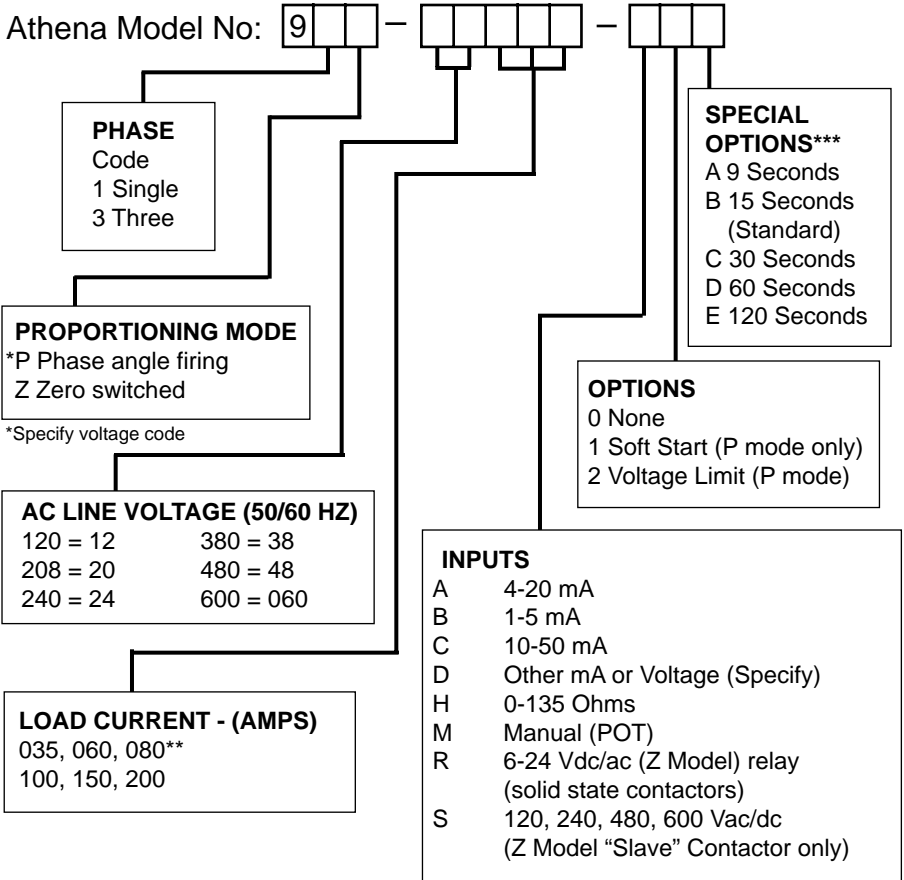 Athena Model No: 9 – –
PHASE
Code
1 Single
3 Three
SPECIAL
OPTIONS***
A 9 Seconds
B 15 Seconds
(Standard)
C 30 Seconds
D 60 Seconds
E 120 Seconds
PROPORTIONING MODE
*P Phase angle firing
Z Zero switched
*Specify voltage code
OPTIONS
0 None
1 Soft Start (P mode only)
2 Voltage Limit (P mode)
AC LINE VOLTAGE (50/60 HZ)
120 = 12 380 = 38
208 = 20 480 = 48
240 = 24 600 = 060
INPUTS
A 4-20 mA
B 1-5 mA
C 10-50 mA
D Other mA or Voltage (Specify)
H 0-135 Ohms
M Manual (POT)
R 6-24 Vdc/ac (Z Model) relay
(solid state contactors)
S 120, 240, 480, 600 Vac/dc
(Z Model “Slave” Contactor only)
LOAD CURRENT - (AMPS)
035, 060, 080**
100, 150, 200